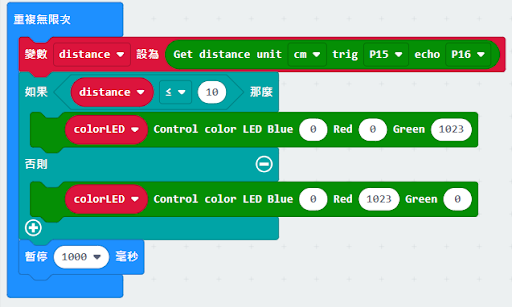 重複無限次
變數 distance 設為 Get distance unit cm trig P15 echo P16
如果 distance ≤ 10 那麼
colorLED Control color LED Blue 0 Red 0 Green 1023
否則
colorLED Control color LED Blue 0 Red 1023 Green 0
暫停 1000 毫秒